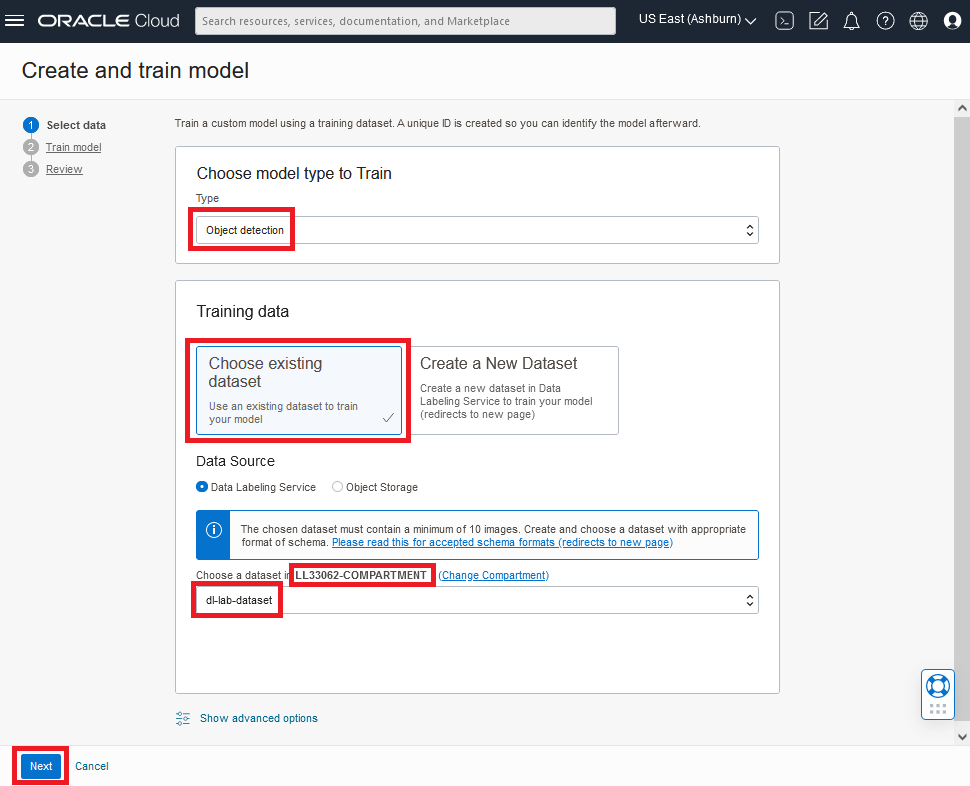 ORACLE Cloud
Search resources, services, documentation, and Marketplace
US East (Ashburn)
Create and train model
1 Select data
2 Train model
3 Review
Train a custom model using a training dataset. A unique ID is created so you can identify the model afterward.
Choose model type to Train
Type
Object detection
Training data
Choose existing
dataset
Use an existing dataset to train
your model
Create a New Dataset
Create a new dataset in Data
Labeling Service to train your model
(redirects to new page)
Data Source
Data Labeling Service
Object Storage
The chosen dataset must contain a minimum of 10 images. Create and choose a dataset with appropriate
format of schema. Please read this for accepted schema formats (redirects to new page)
Choose a dataset in LL33062-COMPARTMENT (Change Compartment)
dl-lab-dataset
Show advanced options
Next
Cancel